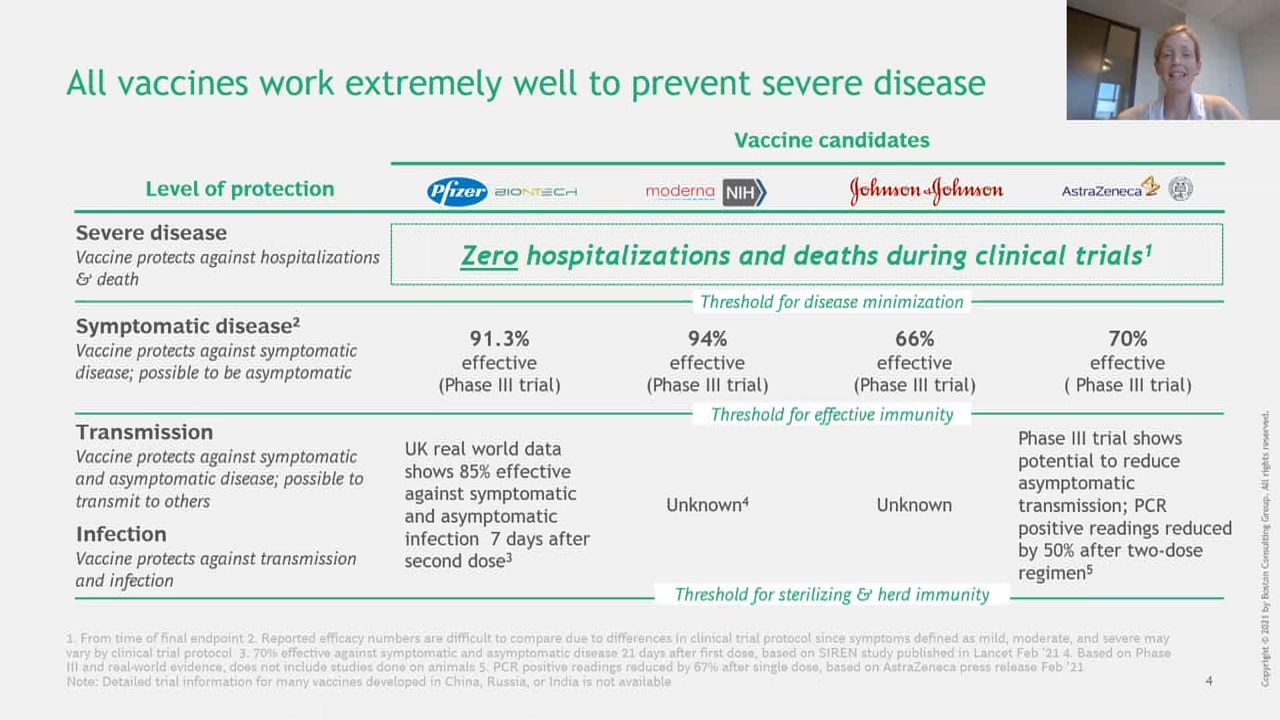 All vaccines work extremely well to prevent severe disease
Vaccine candidates
Level of protection
Pfizer BIONTECH
moderna NIH
Johnson & Johnson
AstraZeneca
Severe disease
Vaccine protects against hospitalizations
& death
Zero hospitalizations and deaths during clinical trials¹
Threshold for disease minimization
Symptomatic disease²
Vaccine protects against symptomatic
disease; possible to be asymptomatic
91.3%
effective
(Phase III trial)
94%
effective
(Phase III trial)
66%
effective
(Phase III trial)
70%
effective
( Phase III trial)
Threshold for effective immunity
Transmission
Vaccine protects against symptomatic
and asymptomatic disease; possible to
transmit to others
Infection
Vaccine protects against transmission
and infection
UK real world data
shows 85% effective
against symptomatic
and asymptomatic
infection 7 days after
second dose³
Unknown⁴
Unknown
Phase III trial shows
potential to reduce
asymptomatic
transmission; PCR
positive readings reduced
by 50% after two-dose
regimen⁵
Threshold for sterilizing & herd immunity
1. From time of final endpoint 2. Reported efficacy numbers are difficult to compare due to differences in clinical trial protocol since symptoms defined as mild, moderate, and severe may
vary by clinical trial protocol 3. 70% effective against symptomatic and asymptomatic disease 21 days after first dose, based on SIREN study published in Lancet Feb '21 4. Based on Phase
III and real-world evidence, does not include studies done on animals 5. PCR positive readings reduced by 67% after single dose, based on AstraZeneca press release Feb '21
Note: Detailed trial information for many vaccines developed in China, Russia, or India is not available
4
Copyright © 2021 by Boston Consulting Group. All rights reserved.